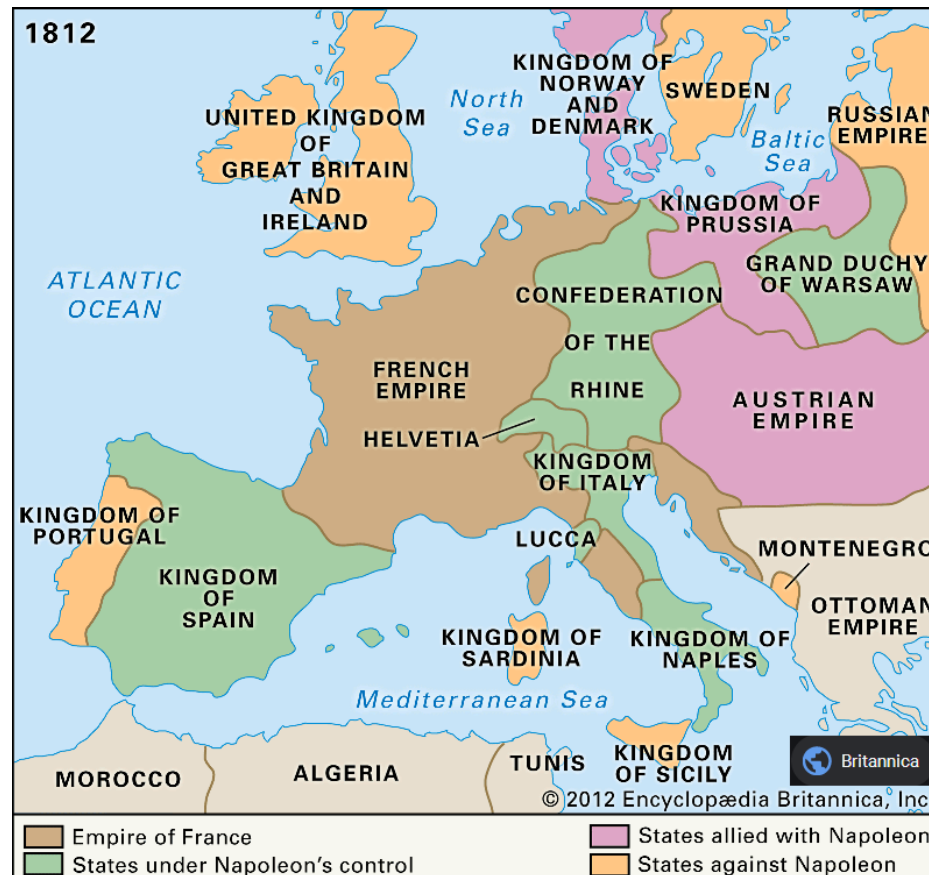 1812
KINGDOM OF
NORWAY
AND
DENMARK
SWEDEN
RUSSIAN
EMPIRE
North
Sea
Baltic
Sea
UNITED KINGDOM
OF
GREAT BRITAIN
AND
IRELAND
KINGDOM OF
PRUSSIA
GRAND DUCHY
OF WARSAW
ATLANTIC
OCEAN
CONFEDERATION
OF THE
RHINE
FRENCH
EMPIRE
AUSTRIAN
EMPIRE
HELVETIA
KINGDOM
OF ITALY
KINGDOM OF
PORTUGAL
LUCCA
MONTENEGRO
KINGDOM
OF
SPAIN
OTTOMAN
EMPIRE
KINGDOM OF
SARDINIA
KINGDOM OF
NAPLES
Mediterranean Sea
KINGDOM
OF SICILY
MOROCCO
ALGERIA
TUNIS
Britannica
© 2012 Encyclopædia Britannica, Inc
Empire of France
States under Napoleon's control
States allied with Napoleon
States against Napoleon